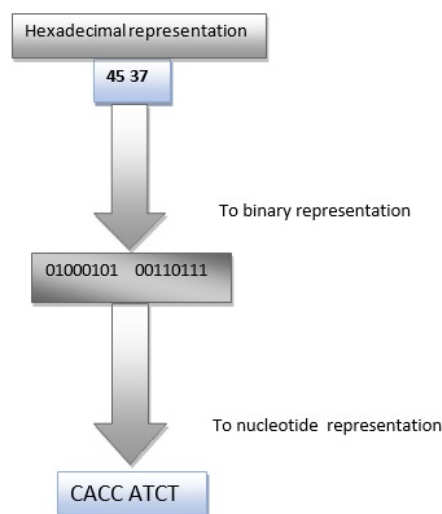 Hexadecimal representation
45 37
To binary representation
01000101 00110111
To nucleotide representation
CACC ATCT